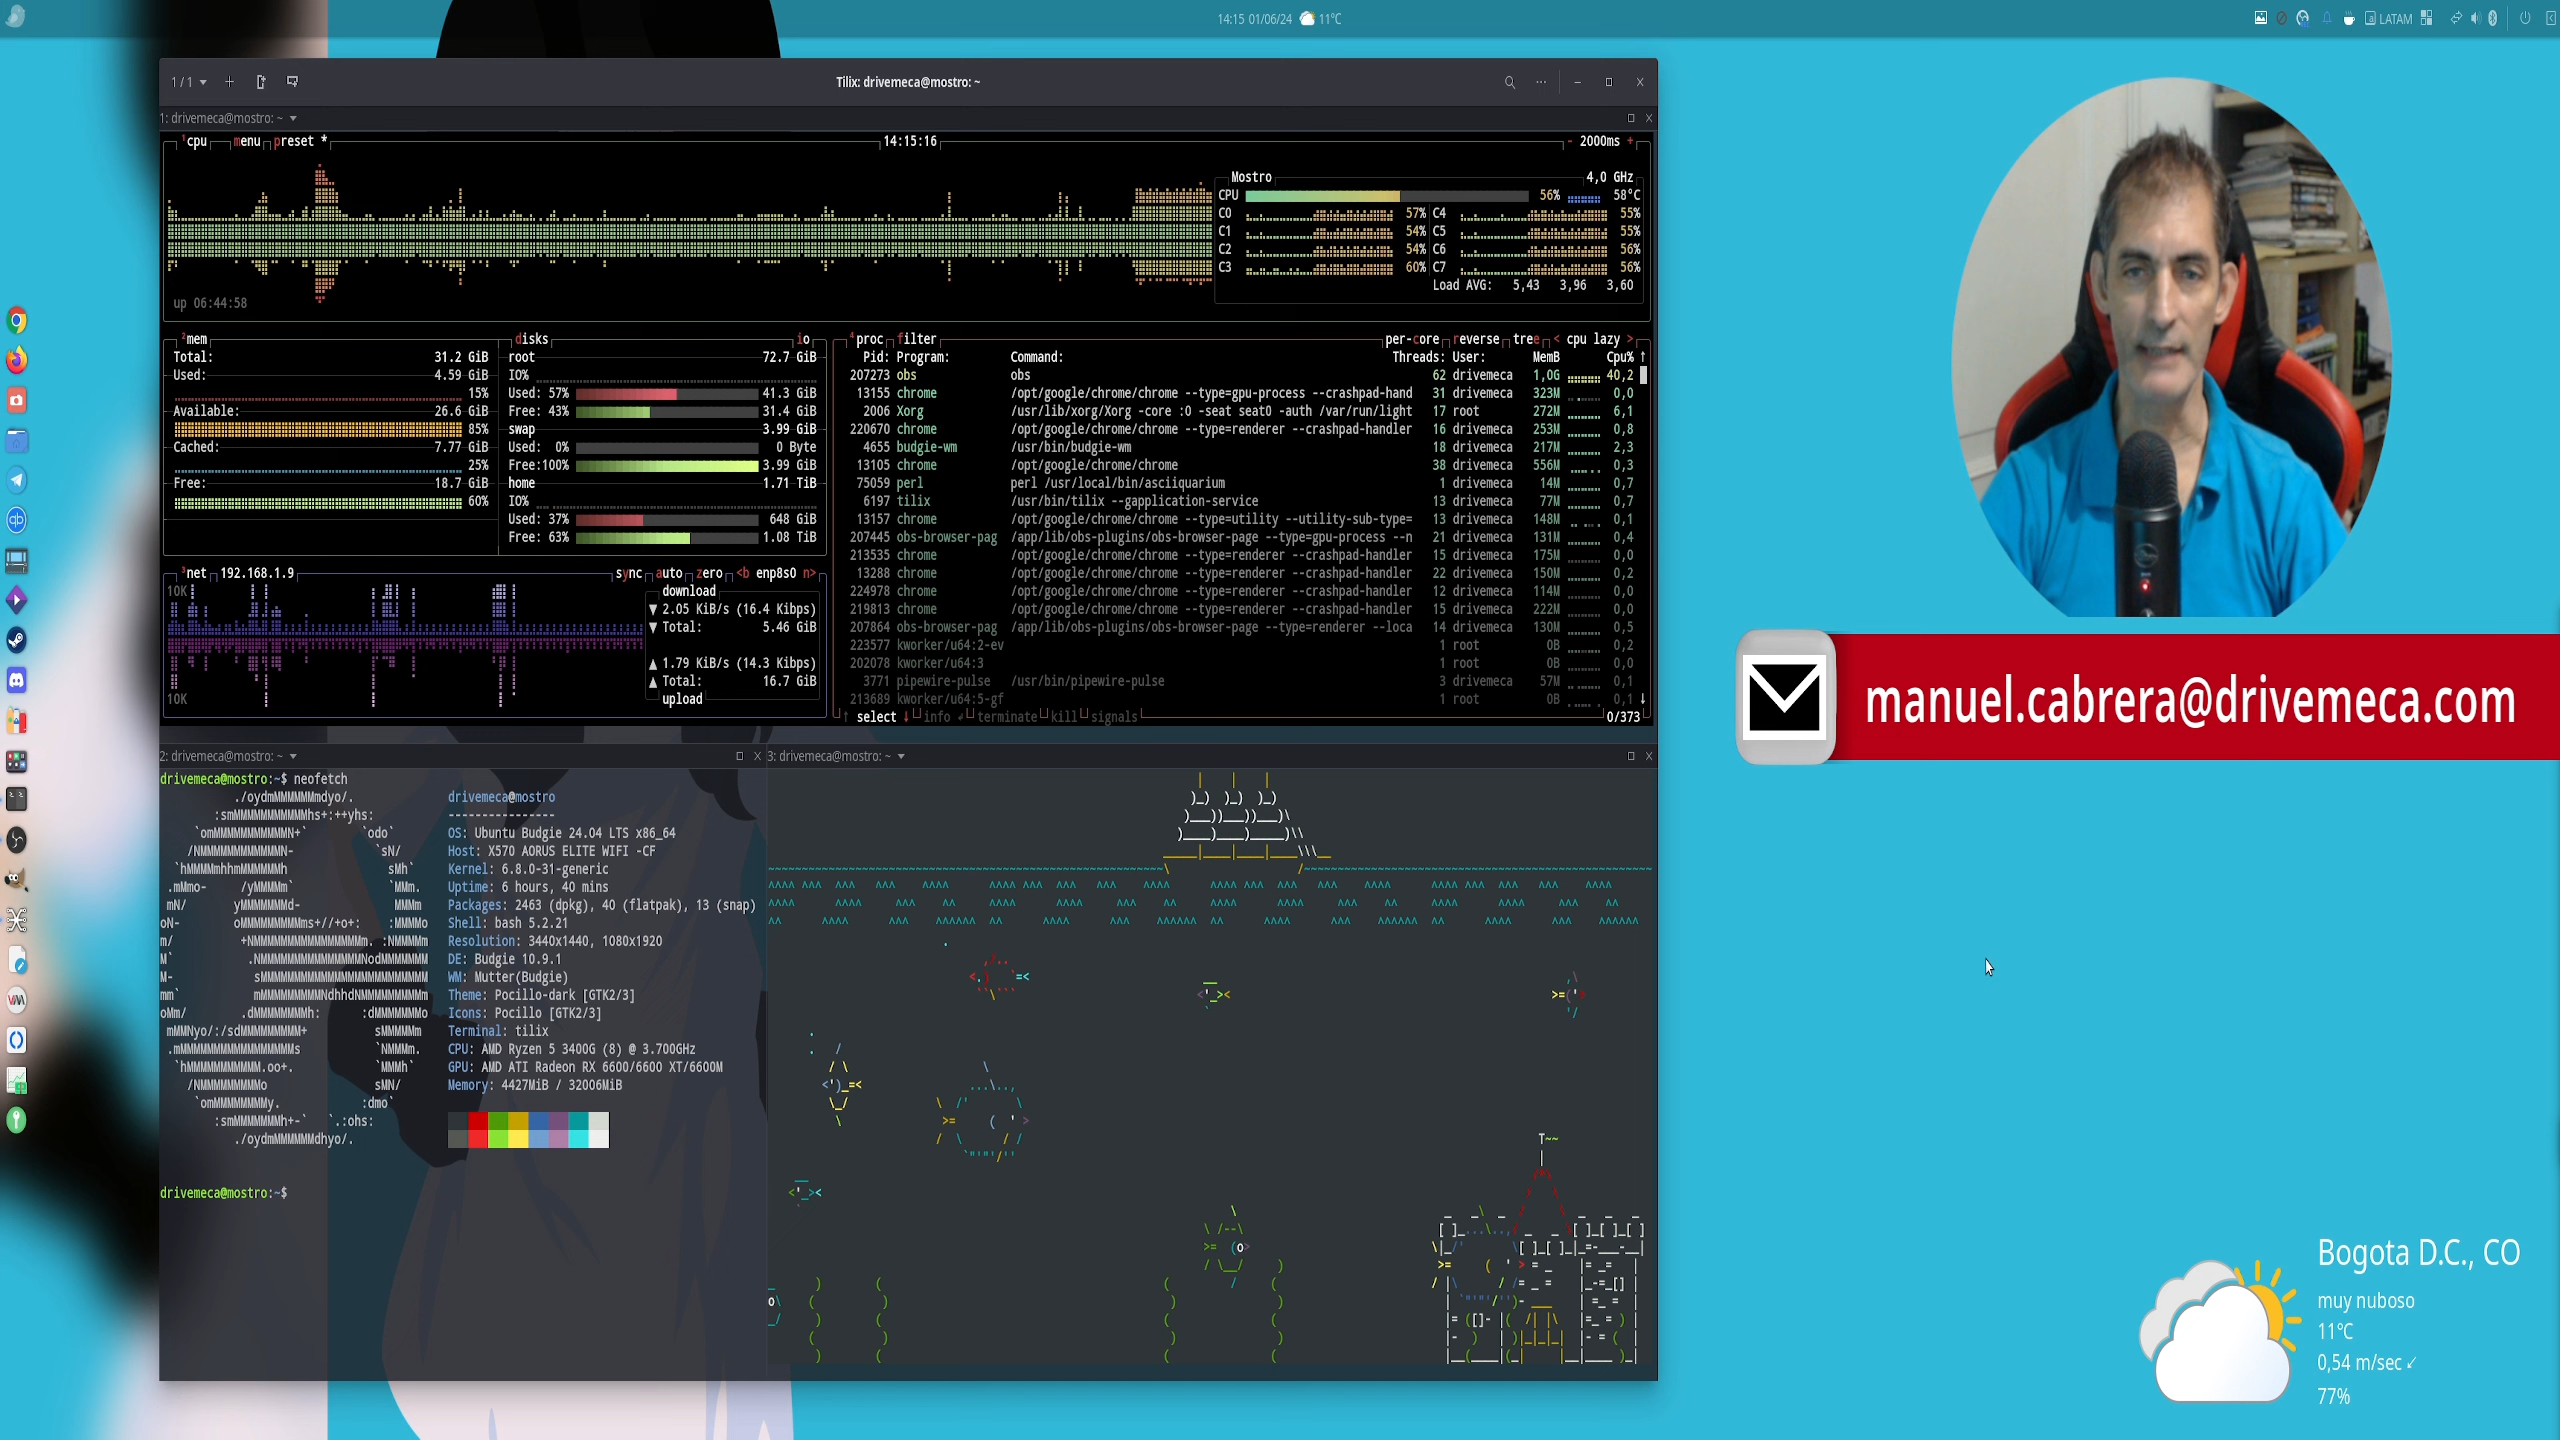 14:15 01/06/24 11°C
LATAM
1 / 1
Tilix: drivemeca@mostro: ~
1: drivemeca@mostro: ~
¹cpu menu preset * 14:15:16 - 2000ms +
Mostro 4,0 GHz
CPU 56% 58°C
C0 57% C4 55%
C1 54% C5 55%
C2 54% C6 56%
C3 60% C7 56%
Load AVG: 5,43 3,96 3,60
up 06:44:58
²mem
Total: 31.2 GiB
Used: 4.59 GiB
15%
Available: 26.6 GiB
85%
Cached: 7.77 GiB
25%
Free: 18.7 GiB
60%
disks io
root 72.7 GiB
IO%
Used: 57% 41.3 GiB
Free: 43% 31.4 GiB
swap 3.99 GiB
Used: 0% 0 Byte
Free:100% 3.99 GiB
home 1.71 TiB
IO%
Used: 37% 648 GiB
Free: 63% 1.08 TiB
³net 192.168.1.9 sync auto zero <b enp8s0 n>
10K
download
▼ 2.05 KiB/s (16.4 Kibps)
▼ Total: 5.46 GiB
▲ 1.79 KiB/s (14.3 Kibps)
▲ Total: 16.7 GiB
upload
10K
⁴proc filter per-core reverse tree < cpu lazy >
Pid: Program: Command: Threads: User: MemB Cpu% ↑
207273 obs obs 62 drivemeca 1,0G 40,2
13155 chrome /opt/google/chrome/chrome --type=gpu-process --crashpad-hand 31 drivemeca 323M 0,0
2006 Xorg /usr/lib/xorg/Xorg -core :0 -seat seat0 -auth /var/run/light 17 root 272M 6,1
220670 chrome /opt/google/chrome/chrome --type=renderer --crashpad-handler 16 drivemeca 253M 0,8
4655 budgie-wm /usr/bin/budgie-wm 18 drivemeca 217M 2,3
13105 chrome /opt/google/chrome/chrome 38 drivemeca 556M 0,3
75059 perl perl /usr/local/bin/asciiquarium 1 drivemeca 14M 0,7
6197 tilix /usr/bin/tilix --gapplication-service 13 drivemeca 77M 0,7
13157 chrome /opt/google/chrome/chrome --type=utility --utility-sub-type= 13 drivemeca 148M 0,1
207445 obs-browser-pag /app/lib/obs-plugins/obs-browser-page --type=gpu-process --n 21 drivemeca 131M 0,4
213535 chrome /opt/google/chrome/chrome --type=renderer --crashpad-handler 15 drivemeca 175M 0,0
13288 chrome /opt/google/chrome/chrome --type=renderer --crashpad-handler 22 drivemeca 150M 0,2
224978 chrome /opt/google/chrome/chrome --type=renderer --crashpad-handler 12 drivemeca 114M 0,0
219813 chrome /opt/google/chrome/chrome --type=renderer --crashpad-handler 15 drivemeca 222M 0,0
207864 obs-browser-pag /app/lib/obs-plugins/obs-browser-page --type=renderer --loca 14 drivemeca 130M 0,5
223577 kworker/u64:2-ev 1 root 0B 0,2
202078 kworker/u64:3 1 root 0B 0,0
3771 pipewire-pulse /usr/bin/pipewire-pulse 3 drivemeca 57M 0,1
213689 kworker/u64:5-gf 1 root 0B 0,1 ↓
↑ select ↓ info ↲ terminate kill signals 0/373
manuel.cabrera@drivemeca.com
2: drivemeca@mostro: ~
drivemeca@mostro:~$ neofetch
drivemeca@mostro
----------------
OS: Ubuntu Budgie 24.04 LTS x86_64
Host: X570 AORUS ELITE WIFI -CF
Kernel: 6.8.0-31-generic
Uptime: 6 hours, 40 mins
Packages: 2463 (dpkg), 40 (flatpak), 13 (snap)
Shell: bash 5.2.21
Resolution: 3440x1440, 1080x1920
DE: Budgie 10.9.1
WM: Mutter(Budgie)
Theme: Pocillo-dark [GTK2/3]
Icons: Pocillo [GTK2/3]
Terminal: tilix
CPU: AMD Ryzen 5 3400G (8) @ 3.700GHz
GPU: AMD ATI Radeon RX 6600/6600 XT/6600M
Memory: 4427MiB / 32006MiB
drivemeca@mostro:~$
3: drivemeca@mostro: ~
Bogota D.C., CO
muy nuboso
11°C
0,54 m/sec
77%